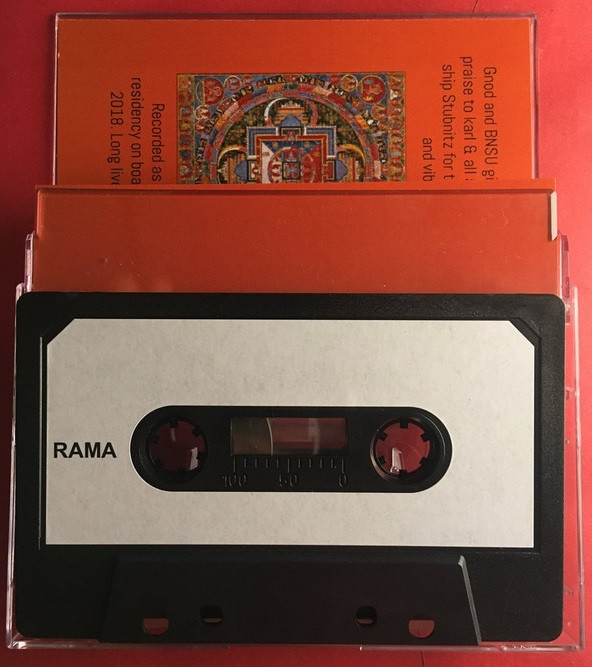 Gnod and BNSU gi
praise to karl & all
ship Stubnitz for t
and vib
Recorded as
residency on boa
2018. Long liv
RAMA
100 50 0